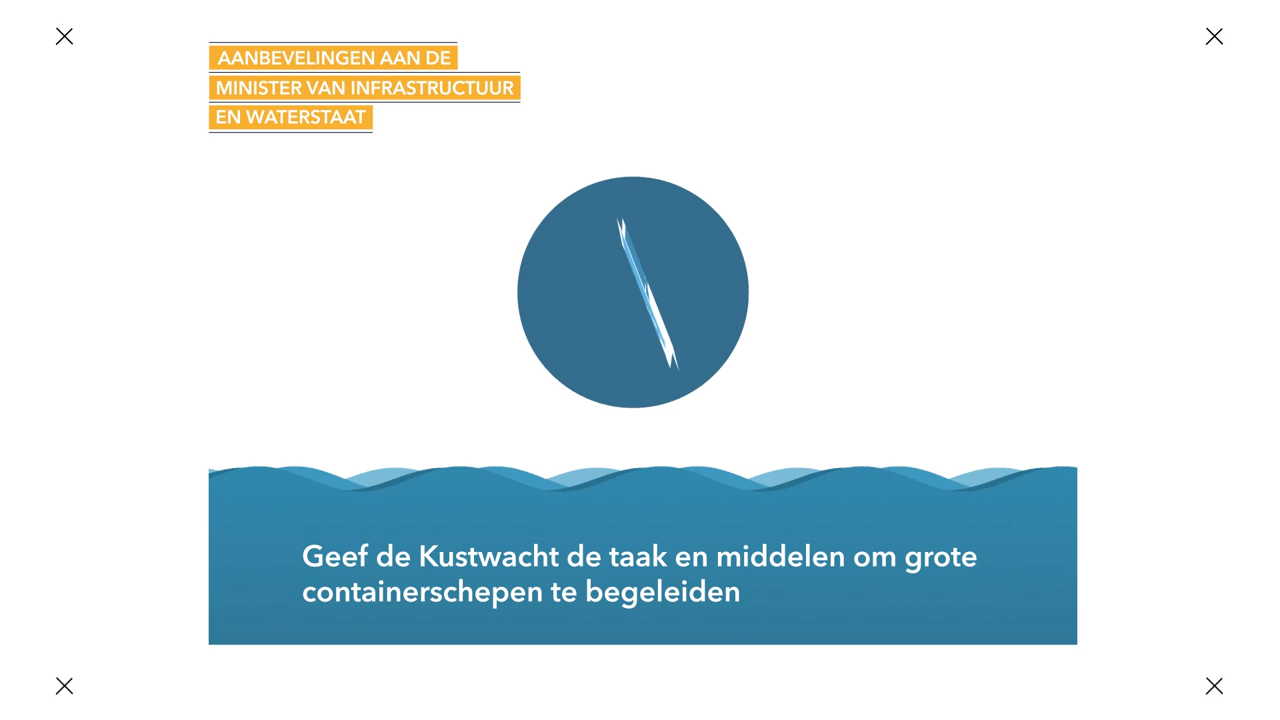 AANBEVELINGEN AAN DE
MINISTER VAN INFRASTRUCTUUR
EN WATERSTAAT
Geef de Kustwacht de taak en middelen om grote
containerschepen te begeleiden